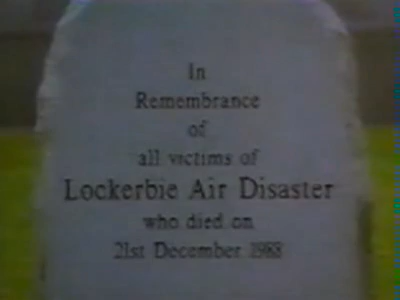 In
Remembrance
of
all victims of
Lockerbie Air Disaster
who died on
21st December 1988